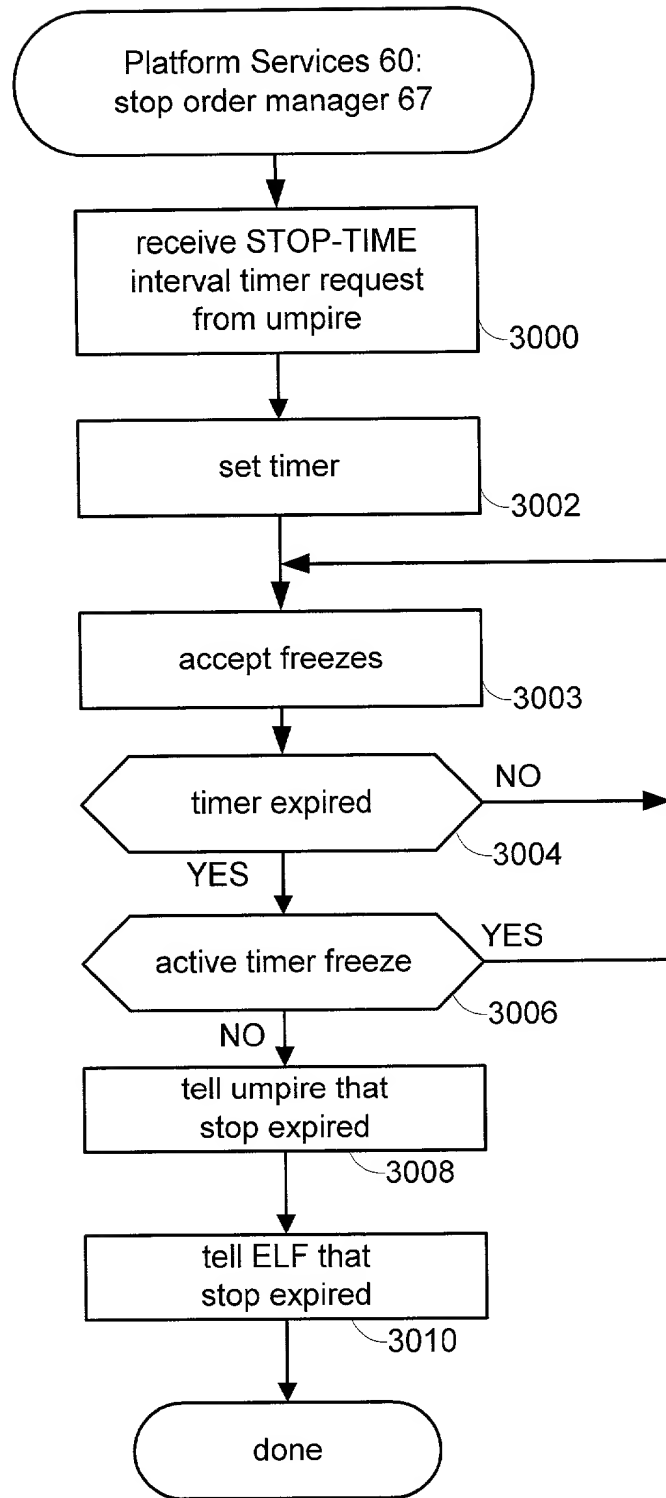 Platform Services 60:
stop order manager 67
receive STOP-TIME
interval timer request
from umpire
3000
set timer
3002
accept freezes
3003
timer expired
NO
3004
YES
active timer freeze
YES
3006
NO
tell umpire that
stop expired
3008
tell ELF that
stop expired
3010
done